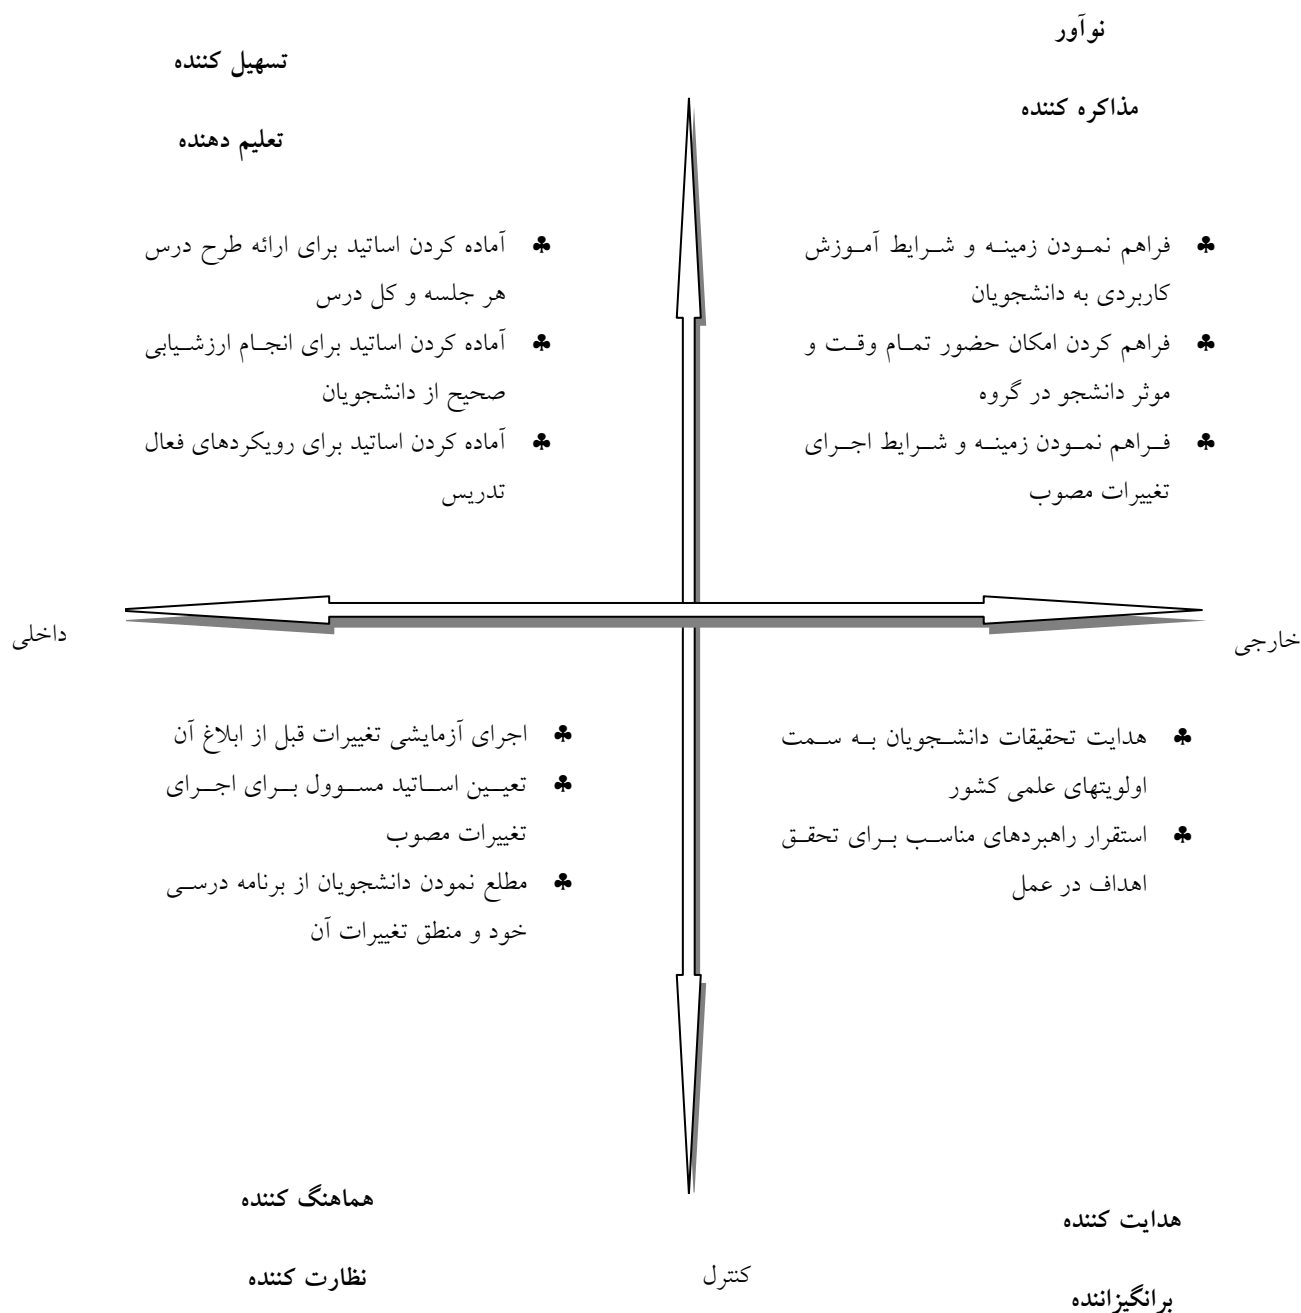 نوآور
مذاکره کننده
تسهیل کننده
تعلیم دهنده
♣ فراهم نمودن زمینه و شرایط آموزش
کاربردی به دانشجویان
♣ فراهم کردن امکان حضور تمام وقت و
موثر دانشجو در گروه
♣ فراهم نمودن زمینه و شرایط اجرای
تغییرات مصوب
♣ آماده کردن اساتید برای ارائه طرح درس
هر جلسه و کل درس
♣ آماده کردن اساتید برای انجام ارزشیابی
صحیح از دانشجویان
♣ آماده کردن اساتید برای رویکردهای فعال
تدریس
خارجی
داخلی
♣ هدایت تحقیقات دانشجویان به سمت
اولویتهای علمی کشور
♣ استقرار راهبردهای مناسب برای تحقق
اهداف در عمل
♣ اجرای آزمایشی تغییرات قبل از ابلاغ آن
♣ تعیین اساتید مسوول برای اجرای
تغییرات مصوب
♣ مطلع نمودن دانشجویان از برنامه درسی
خود و منطق تغییرات آن
هدایت کننده
برانگیزاننده
کنترل
هماهنگ کننده
نظارت کننده